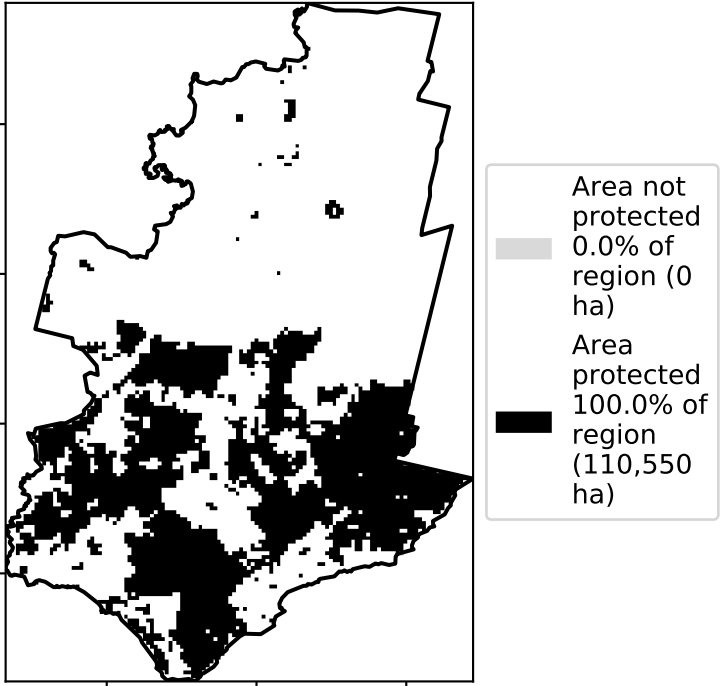 Area not
protected
0.0% of
region (0
ha)
Area
protected
100.0% of
region
(110,550
ha)